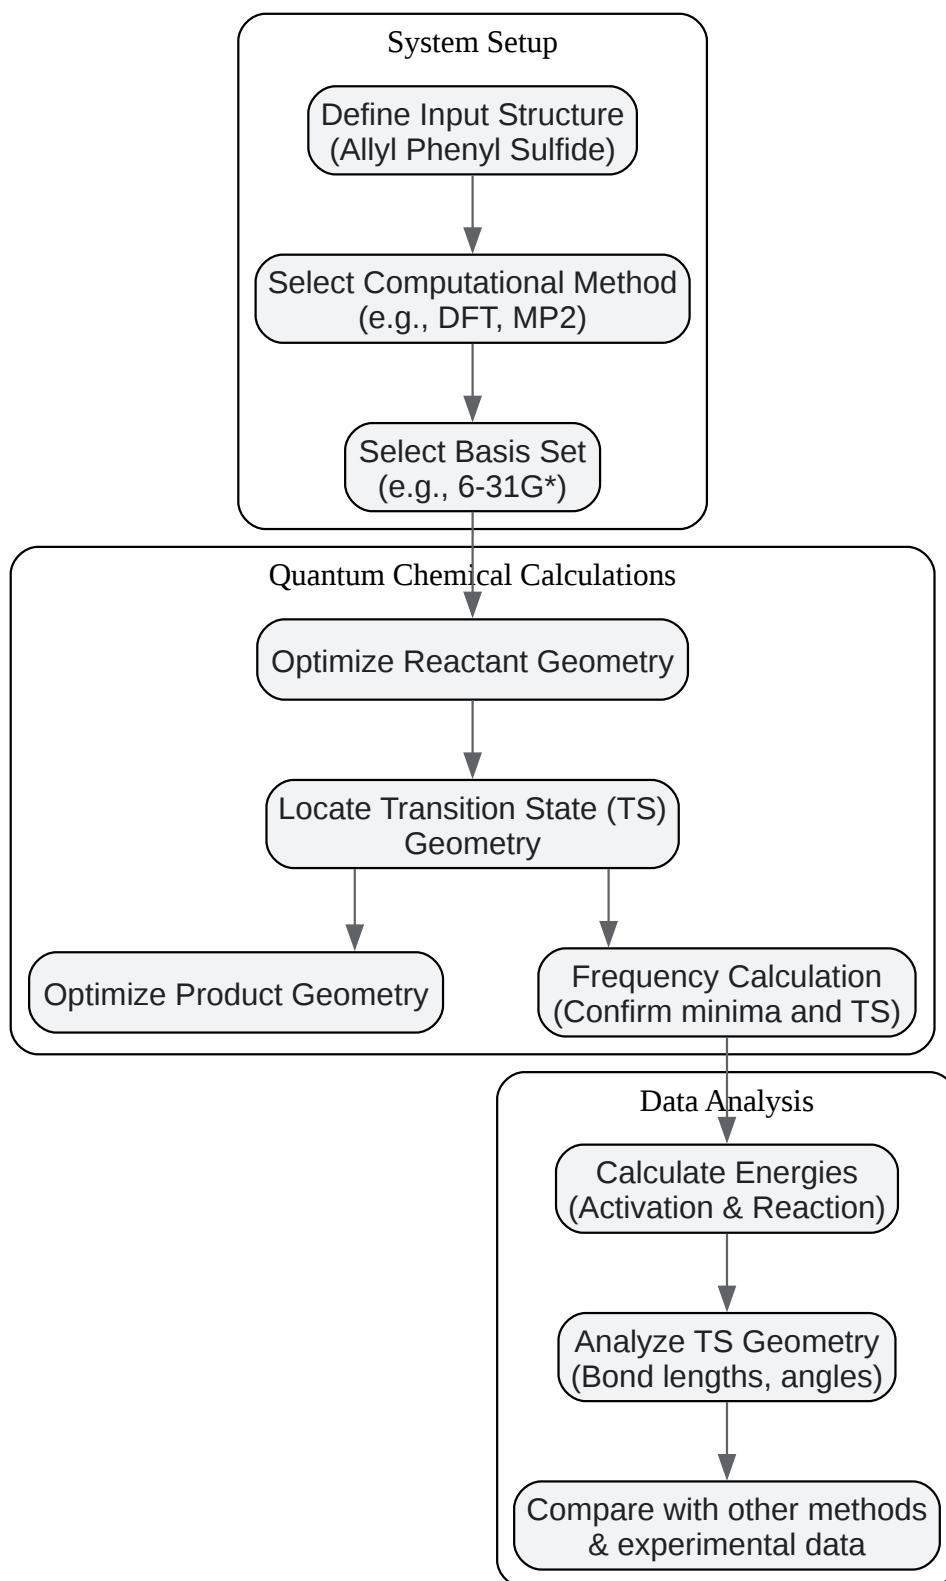 System Setup
Define Input Structure
(Allyl Phenyl Sulfide)
Select Computational Method
(e.g., DFT, MP2)
Select Basis Set
(e.g., 6-31G*)
Quantum Chemical Calculations
Optimize Reactant Geometry
Locate Transition State (TS)
Geometry
Optimize Product Geometry
Frequency Calculation
(Confirm minima and TS)
Data Analysis
Calculate Energies
(Activation & Reaction)
Analyze TS Geometry
(Bond lengths, angles)
Compare with other methods
& experimental data